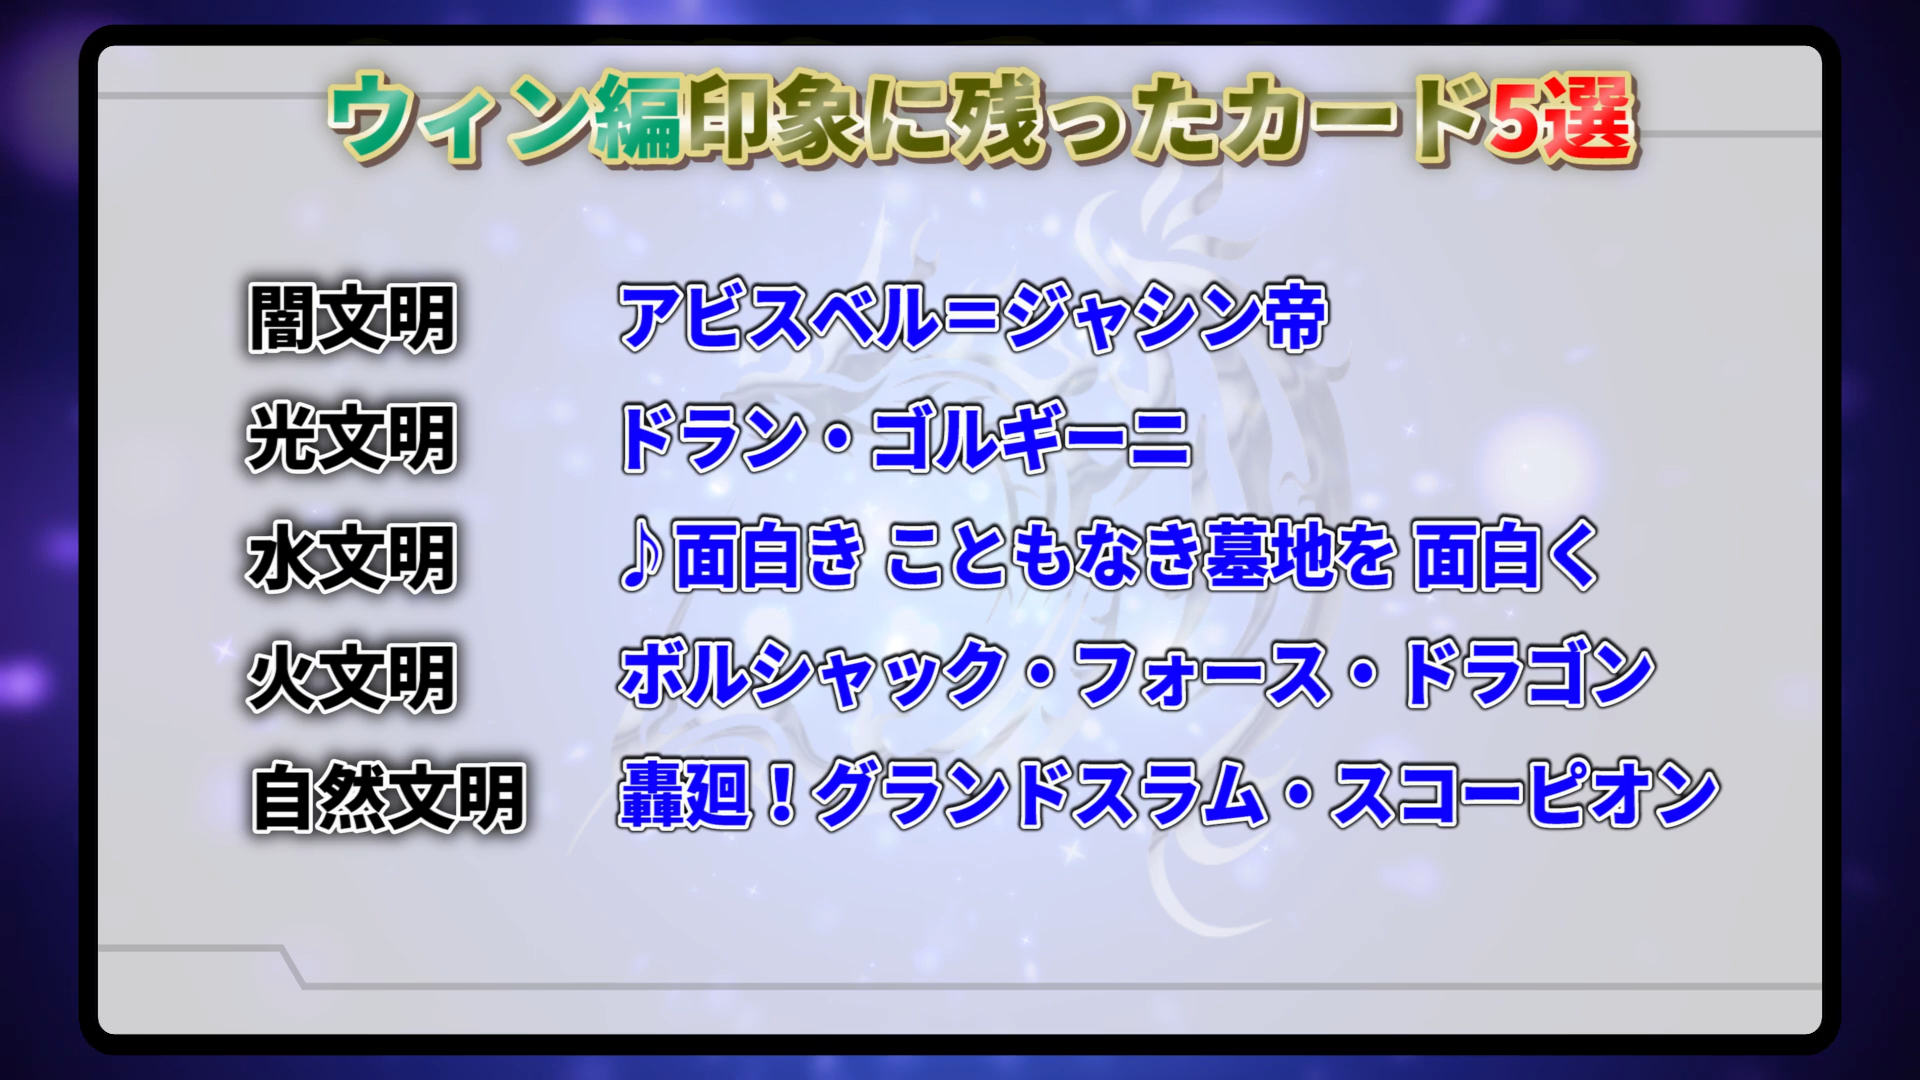 ウィン編印象に残ったカード5選
闇文明 アビスベル＝ジャシン帝
光文明 ドラン・ゴルギーニ
水文明 ♪面白き こともなき墓地を 面白く
火文明 ボルシャック・フォース・ドラゴン
自然文明 轟廻！グランドスラム・スコーピオン